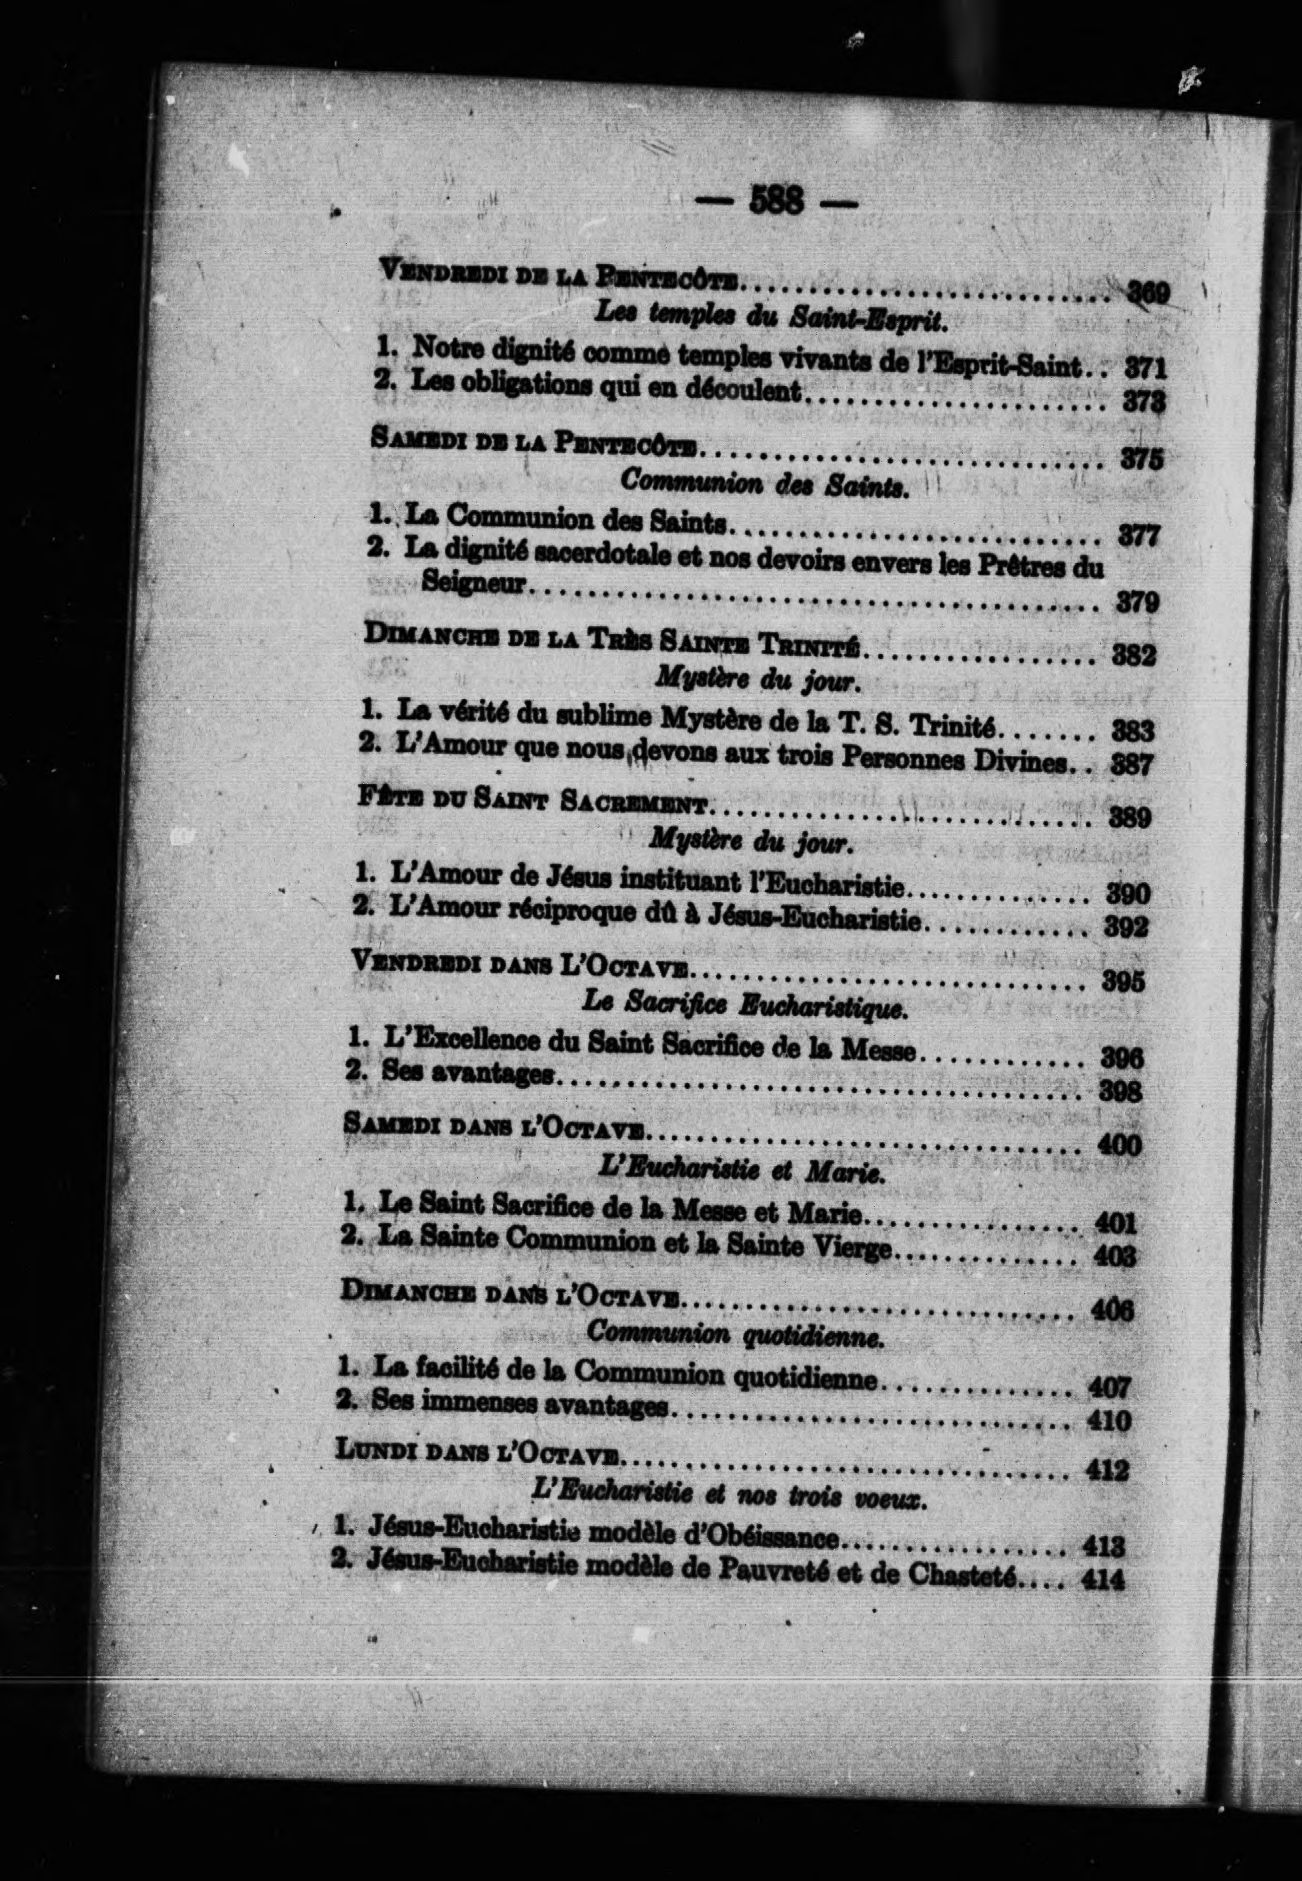 — 588 —
VENDREDI DE LA PENTECÔTE............................ 369
Les temples du Saint-Esprit.
1. Notre dignité comme temples vivants de l'Esprit-Saint.. 371
2. Les obligations qui en découlent....................... 373
SAMEDI DE LA PENTECÔTE............................... 375
Communion des Saints.
1. La Communion des Saints............................. 377
2. La dignité sacerdotale et nos devoirs envers les Prêtres du
Seigneur........................................... 379
DIMANCHE DE LA TRÈS SAINTE TRINITÉ.................. 382
Mystère du jour.
1. La vérité du sublime Mystère de la T. S. Trinité....... 383
2. L'Amour que nous devons aux trois Personnes Divines.. 387
FÊTE DU SAINT SACREMENT............................. 389
Mystère du jour.
1. L'Amour de Jésus instituant l'Eucharistie.............. 390
2. L'Amour réciproque dû à Jésus-Eucharistie............ 392
VENDREDI DANS L'OCTAVE.............................. 395
Le Sacrifice Eucharistique.
1. L'Excellence du Saint Sacrifice de la Messe............. 396
2. Ses avantages........................................ 398
SAMEDI DANS L'OCTAVE................................. 400
L'Eucharistie et Marie.
1. Le Saint Sacrifice de la Messe et Marie................ 401
2. La Sainte Communion et la Sainte Vierge.............. 403
DIMANCHE DANS L'OCTAVE.............................. 406
Communion quotidienne.
1. La facilité de la Communion quotidienne............... 407
2. Ses immenses avantages............................... 410
LUNDI DANS L'OCTAVE.................................. 412
L'Eucharistie et nos trois voeux.
1. Jésus-Eucharistie modèle d'Obéissance................. 413
2. Jésus-Eucharistie modèle de Pauvreté et de Chasteté.... 414